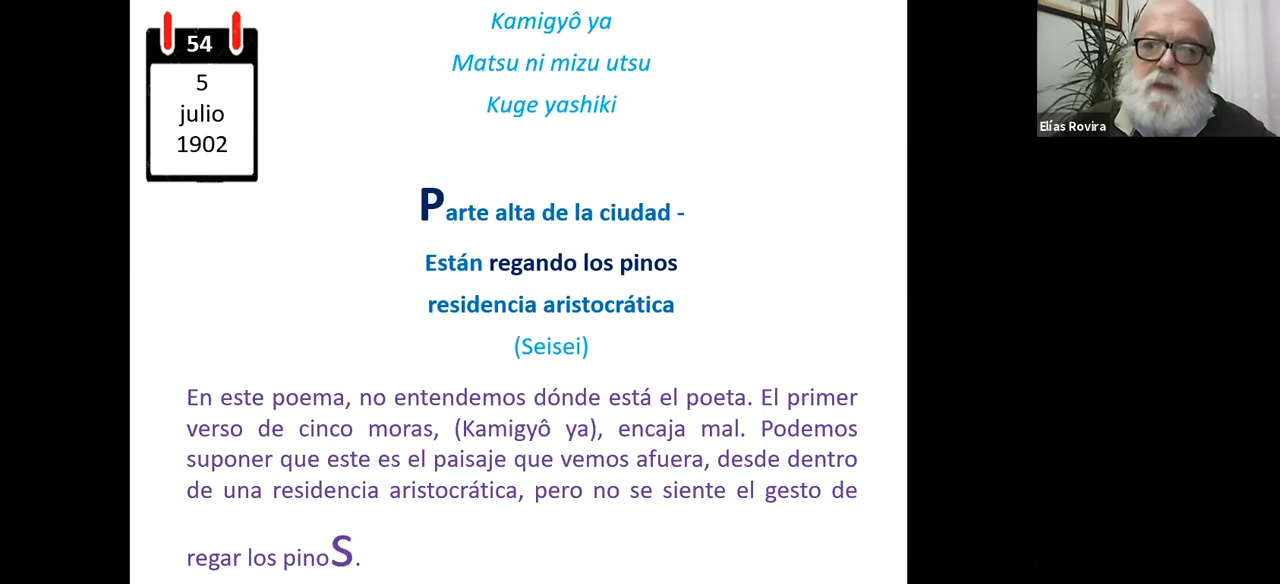 54
5
julio
1902
Kamigyô ya
Matsu ni mizu utsu
Kuge yashiki
Parte alta de la ciudad -
Están regando los pinos
residencia aristocrática
(Seisei)
En este poema, no entendemos dónde está el poeta. El primer
verso de cinco moras, (Kamigyô ya), encaja mal. Podemos
suponer que este es el paisaje que vemos afuera, desde dentro
de una residencia aristocrática, pero no se siente el gesto de
regar los pinoS.
Elías Rovira